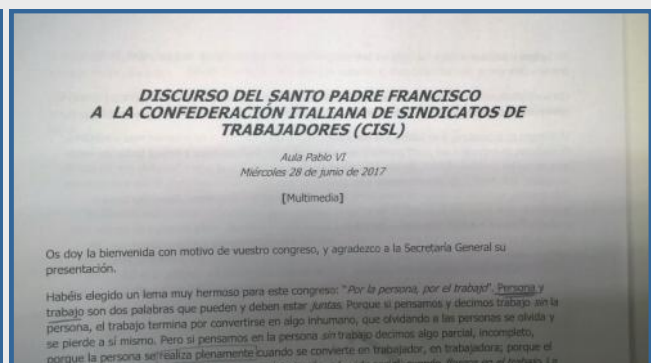 DISCURSO DEL SANTO PADRE FRANCISCO
A LA CONFEDERACIÓN ITALIANA DE SINDICATOS DE
TRABAJADORES (CISL)
Aula Pablo VI
Miércoles 28 de junio de 2017
[Multimedia]
Os doy la bienvenida con motivo de vuestro congreso, y agradezco a la Secretaría General su
presentación.
Habéis elegido un lema muy hermoso para este congreso: "Por la persona, por el trabajo". Persona y
trabajo son dos palabras que pueden y deben estar juntas. Porque si pensamos y decimos trabajo sin la
persona, el trabajo termina por convertirse en algo inhumano, que olvidando a las personas se olvida y
se pierde a sí mismo. Pero si pensamos en la persona sin trabajo decimos algo parcial, incompleto,
porque la persona se realiza plenamente cuando se convierte en trabajador, en trabajadora; porque el